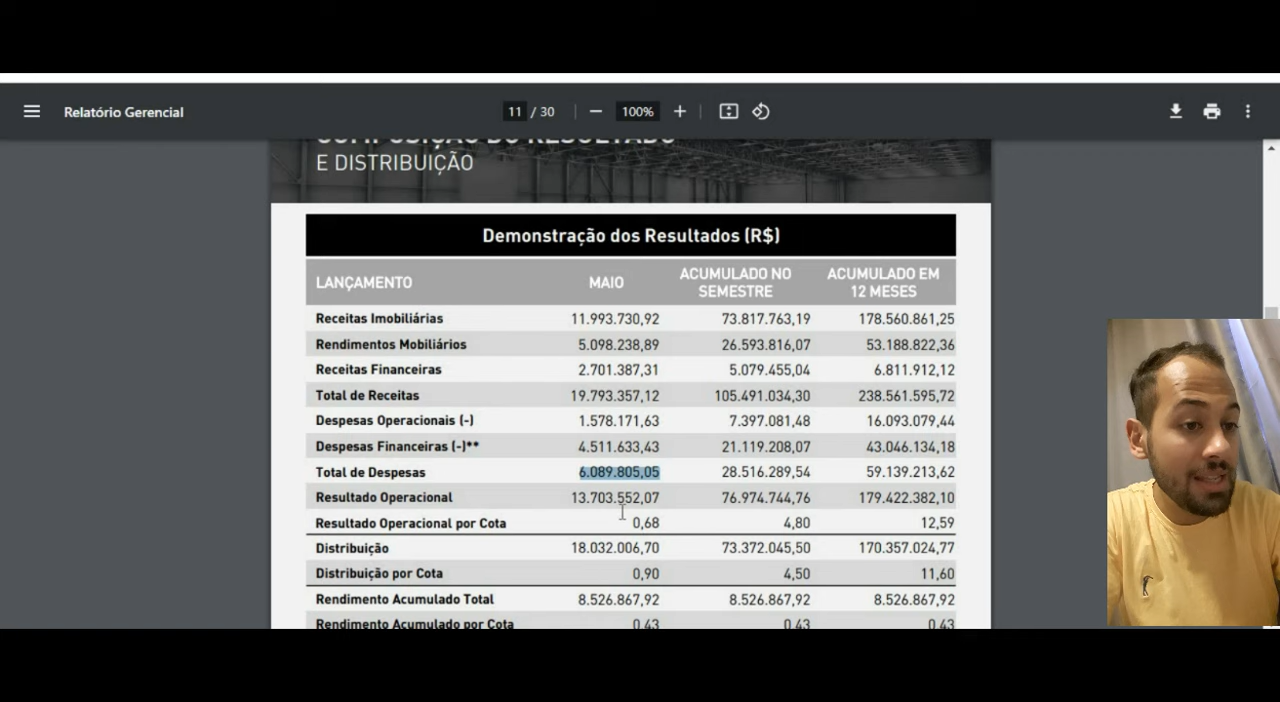 Relatório Gerencial
11 / 30
100%
COMPOSIÇÃO DO RESULTADO
E DISTRIBUIÇÃO
Demonstração dos Resultados (R$)
LANÇAMENTO MAIO ACUMULADO NO SEMESTRE ACUMULADO EM 12 MESES
Receitas Imobiliárias 11.993.730,92 73.817.763,19 178.560.861,25
Rendimentos Mobiliários 5.098.238,89 26.593.816,07 53.188.822,36
Receitas Financeiras 2.701.387,31 5.079.455,04 6.811.912,12
Total de Receitas 19.793.357,12 105.491.034,30 238.561.595,72
Despesas Operacionais (-) 1.578.171,63 7.397.081,48 16.093.079,44
Despesas Financeiras (-)** 4.511.633,43 21.119.208,07 43.046.134,18
Total de Despesas 6.089.805,05 28.516.289,54 59.139.213,62
Resultado Operacional 13.703.552,07 76.974.744,76 179.422.382,10
Resultado Operacional por Cota 0,68 4,80 12,59
Distribuição 18.032.006,70 73.372.045,50 170.357.024,77
Distribuição por Cota 0,90 4,50 11,60
Rendimento Acumulado Total 8.526.867,92 8.526.867,92 8.526.867,92
Rendimento Acumulado por Cota 0,43 0,43 0,43